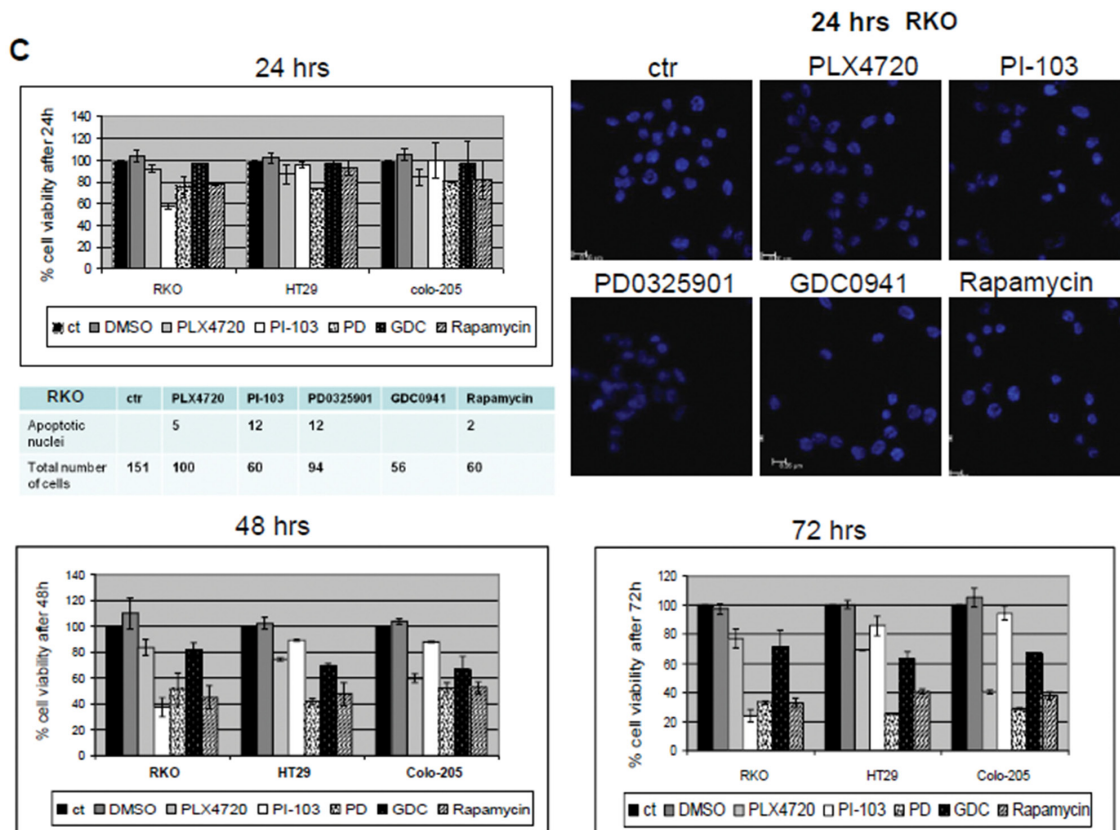 C
24 hrs
% cell viability after 24h
140
120
100
80
60
40
20
0
RKO HT29 colo-205
ct DMSO PLX4720 PI-103 PD GDC Rapamycin
24 hrs RKO
ctr PLX4720 PI-103
PD0325901 GDC0941 Rapamycin
RKO ctr PLX4720 PI-103 PD0325901 GDC0941 Rapamycin
Apoptotic nuclei 5 12 12 2
Total number of cells 151 100 60 94 56 60
48 hrs
% cell viability after 48h
140
120
100
80
60
40
20
0
RKO HT29 Colo-205
ct DMSO PLX4720 PI-103 PD GDC Rapamycin
72 hrs
% cell viability after 72h
120
100
80
60
40
20
0
RKO HT29 Colo-205
ct DMSO PLX4720 PI-103 PD GDC Rapamycin